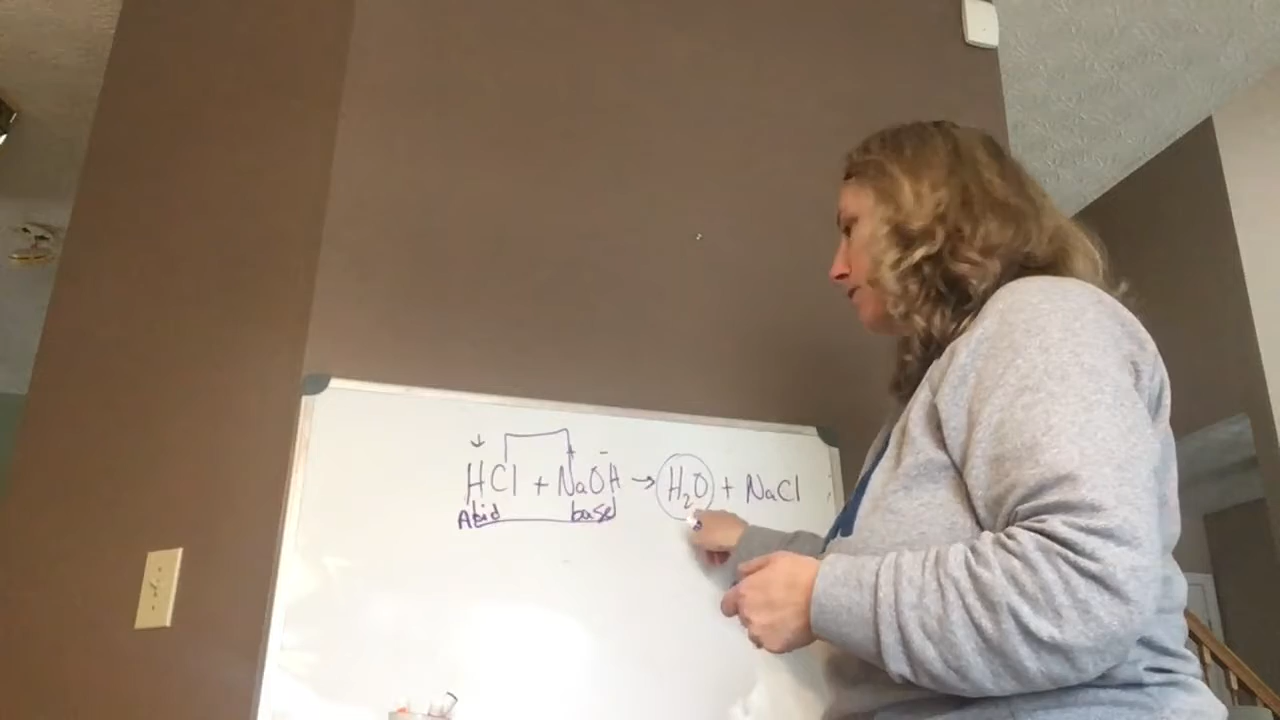 HCl + NaOH → H₂O + NaCl
Acid base